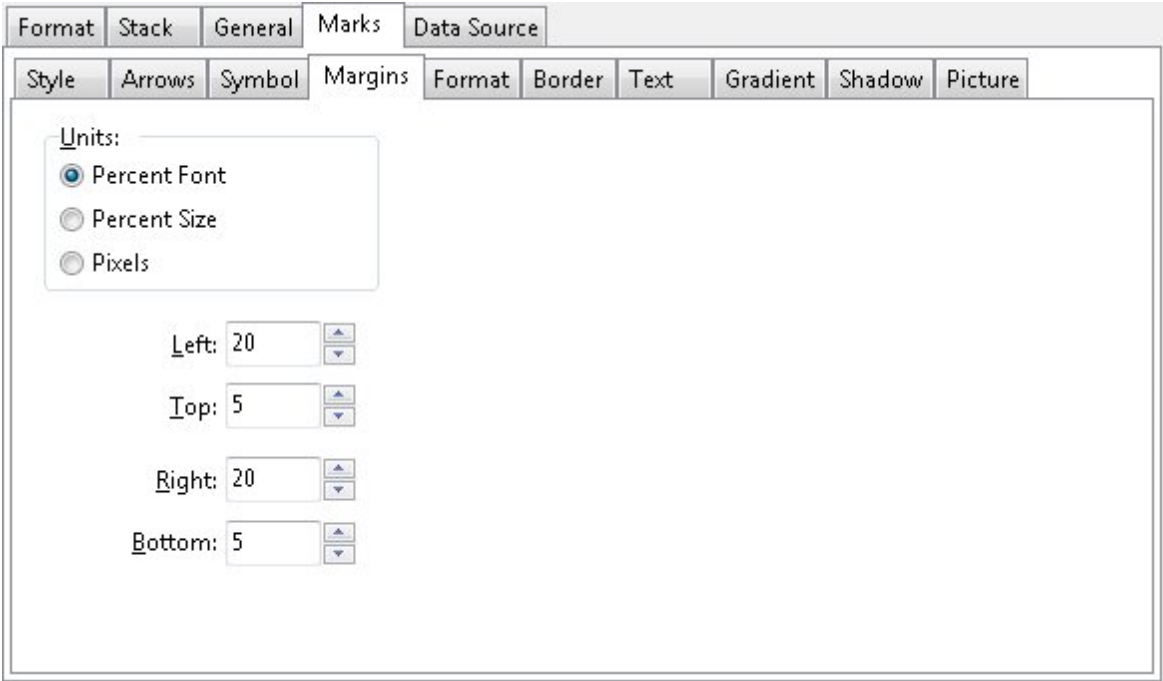 Format Stack General Marks Data Source
Style Arrows Symbol Margins Format Border Text Gradient Shadow Picture
Units:
Percent Font
Percent Size
Pixels
Left: 20
Top: 5
Right: 20
Bottom: 5